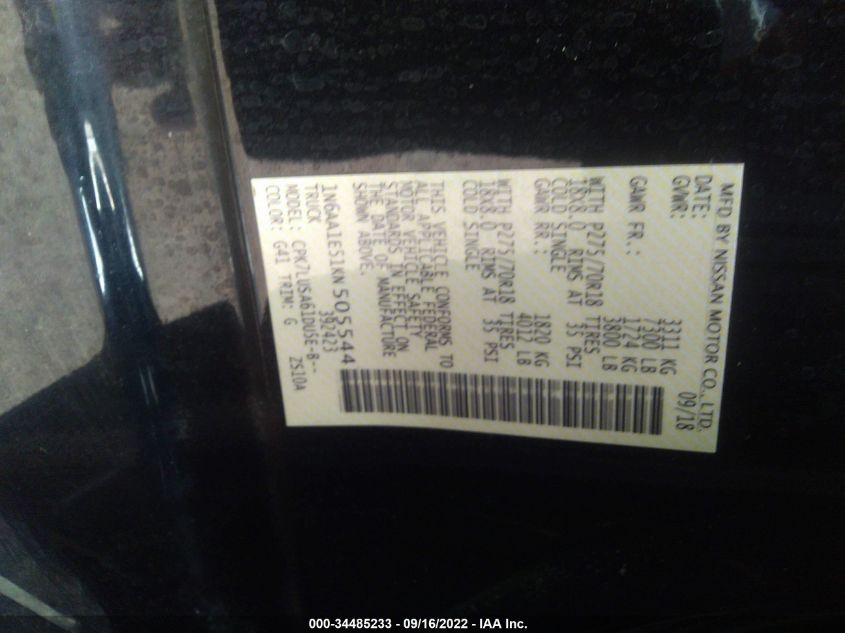 MFD BY NISSAN MOTOR CO., LTD.
DATE: 09/18
GVWR: 3311 KG
7300 LB
GAWR FR.: 1724 KG
3800 LB
WITH P275/70R18 TIRES
18X8.0 RIMS AT 35 PSI
COLD SINGLE
GAWR RR.: 1820 KG
4012 LB
WITH P275/70R18 TIRES
18X8.0 RIMS AT 35 PSI
COLD SINGLE
THIS VEHICLE CONFORMS TO
ALL APPLICABLE FEDERAL
MOTOR VEHICLE SAFETY
STANDARDS IN EFFECT ON
THE DATE OF MANUFACTURE
SHOWN ABOVE.
1N6AA1E51KN505544
TRUCK 392423
MODEL: CPK7LUSA61DU5E-B--
COLOR: G41 TRIM: G ZS10A
000-34485233 - 09/16/2022 - IAA Inc.